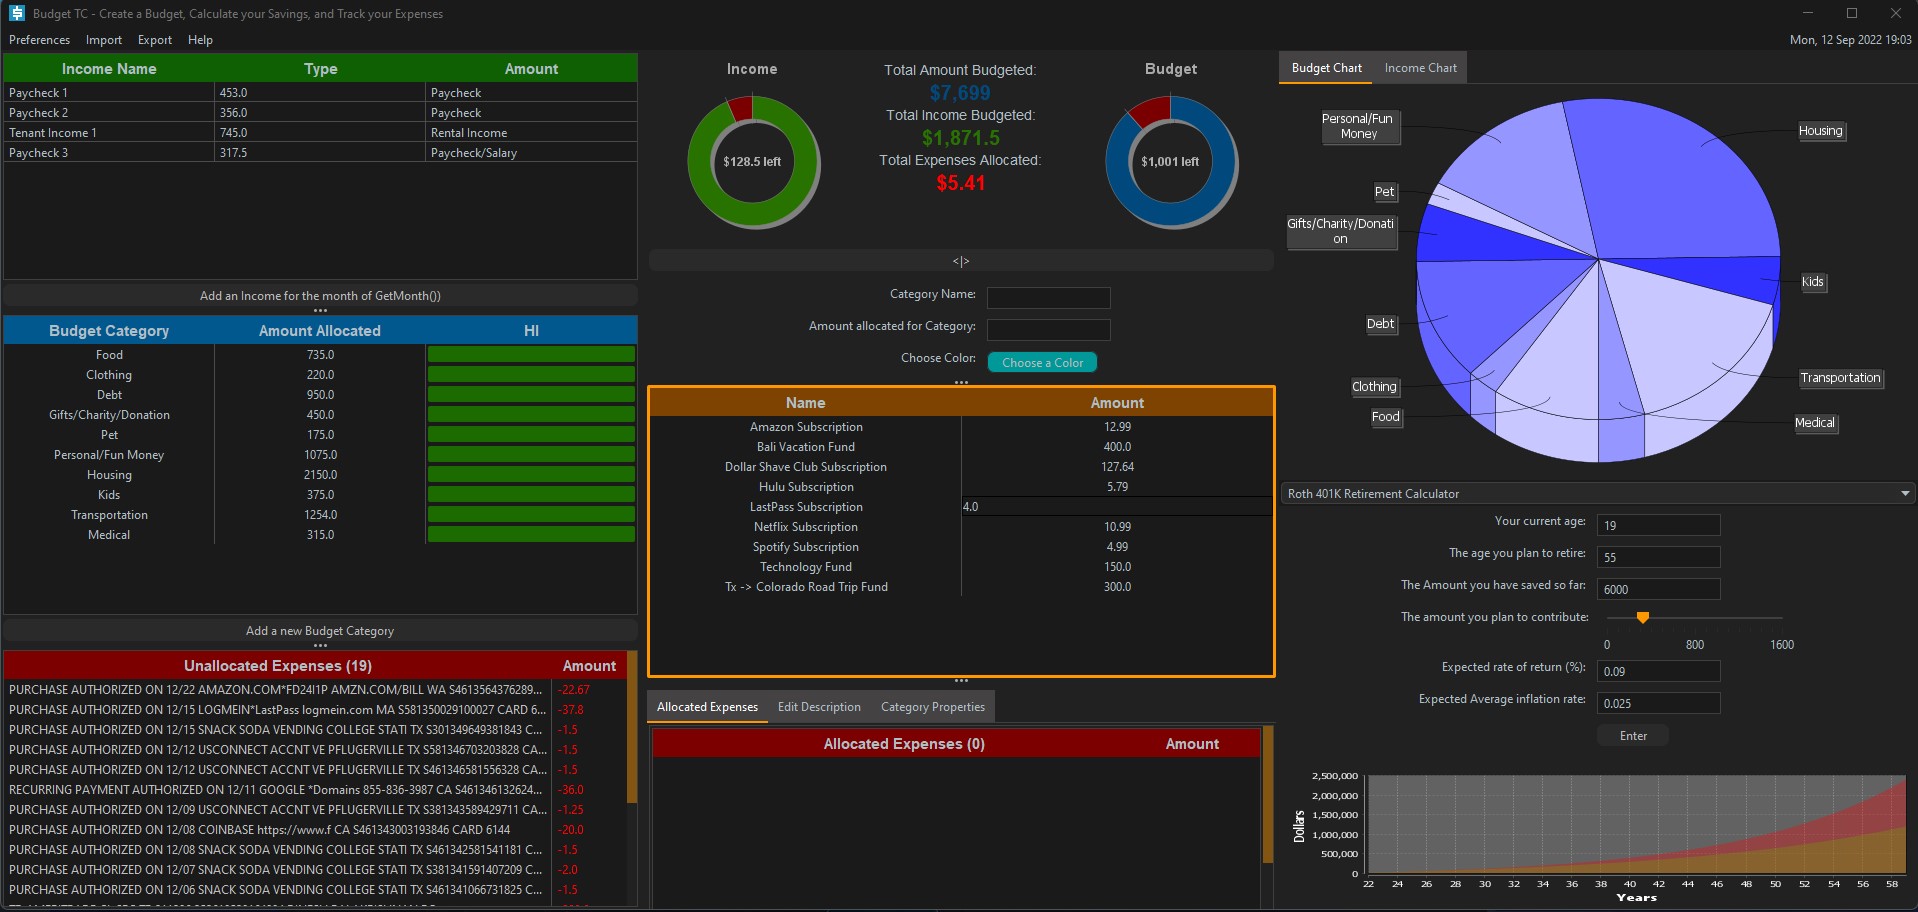 Budget TC - Create a Budget, Calculate your Savings, and Track your Expenses
Preferences Import Export Help
Mon, 12 Sep 2022 19:03
Income Name Type Amount
Paycheck 1 453.0 Paycheck
Paycheck 2 356.0 Paycheck
Tenant Income 1 745.0 Rental Income
Paycheck 3 317.5 Paycheck/Salary
Add an Income for the month of GetMonth())
Budget Category Amount Allocated HI
Food 735.0
Clothing 220.0
Debt 950.0
Gifts/Charity/Donation 450.0
Pet 175.0
Personal/Fun Money 1075.0
Housing 2150.0
Kids 375.0
Transportation 1254.0
Medical 315.0
Add a new Budget Category
Unallocated Expenses (19) Amount
PURCHASE AUTHORIZED ON 12/22 AMAZON.COM*FD24I1P AMZN.COM/BILL WA S4613564376289... -22.67
PURCHASE AUTHORIZED ON 12/15 LOGMEIN*LastPass logmein.com MA S581350029100027 CARD 6... -37.8
PURCHASE AUTHORIZED ON 12/15 SNACK SODA VENDING COLLEGE STATI TX S301349649381843 C... -1.5
PURCHASE AUTHORIZED ON 12/12 USCONNECT ACCNT VE PFLUGERVILLE TX S581346703203828 CA... -1.5
PURCHASE AUTHORIZED ON 12/12 USCONNECT ACCNT VE PFLUGERVILLE TX S461346581556328 CA... -1.5
RECURRING PAYMENT AUTHORIZED ON 12/11 GOOGLE *Domains 855-836-3987 CA S461346132624... -36.0
PURCHASE AUTHORIZED ON 12/09 USCONNECT ACCNT VE PFLUGERVILLE TX S381343589429711 CA... -1.25
PURCHASE AUTHORIZED ON 12/08 COINBASE https://www.f CA S461343003193846 CARD 6144 -20.0
PURCHASE AUTHORIZED ON 12/08 SNACK SODA VENDING COLLEGE STATI TX S461342581541181 C... -1.5
PURCHASE AUTHORIZED ON 12/07 SNACK SODA VENDING COLLEGE STATI TX S381341591407209 C... -2.0
PURCHASE AUTHORIZED ON 12/06 SNACK SODA VENDING COLLEGE STATI TX S461341066731825 C... -1.5
Income
$128.5 left
Total Amount Budgeted:
$7,699
Total Income Budgeted:
$1,871.5
Total Expenses Allocated:
$5.41
Budget
$1,001 left
<|>
Category Name:
Amount allocated for Category:
Choose Color: Choose a Color
Name Amount
Amazon Subscription 12.99
Bali Vacation Fund 400.0
Dollar Shave Club Subscription 127.64
Hulu Subscription 5.79
LastPass Subscription 4.0
Netflix Subscription 10.99
Spotify Subscription 4.99
Technology Fund 150.0
Tx -> Colorado Road Trip Fund 300.0
Allocated Expenses Edit Description Category Properties
Allocated Expenses (0) Amount
Budget Chart Income Chart
Personal/Fun
Money
Housing
Pet
Gifts/Charity/Donati
on
Kids
Debt
Transportation
Clothing
Food
Medical
Roth 401K Retirement Calculator
Your current age: 19
The age you plan to retire: 55
The Amount you have saved so far: 6000
The amount you plan to contribute:
0 800 1600
Expected rate of return (%): 0.09
Expected Average inflation rate: 0.025
Enter
Dollars
2,500,000
2,000,000
1,500,000
1,000,000
500,000
0
22 24 26 28 30 32 34 36 38 40 42 44 46 48 50 52 54 56 58
Years